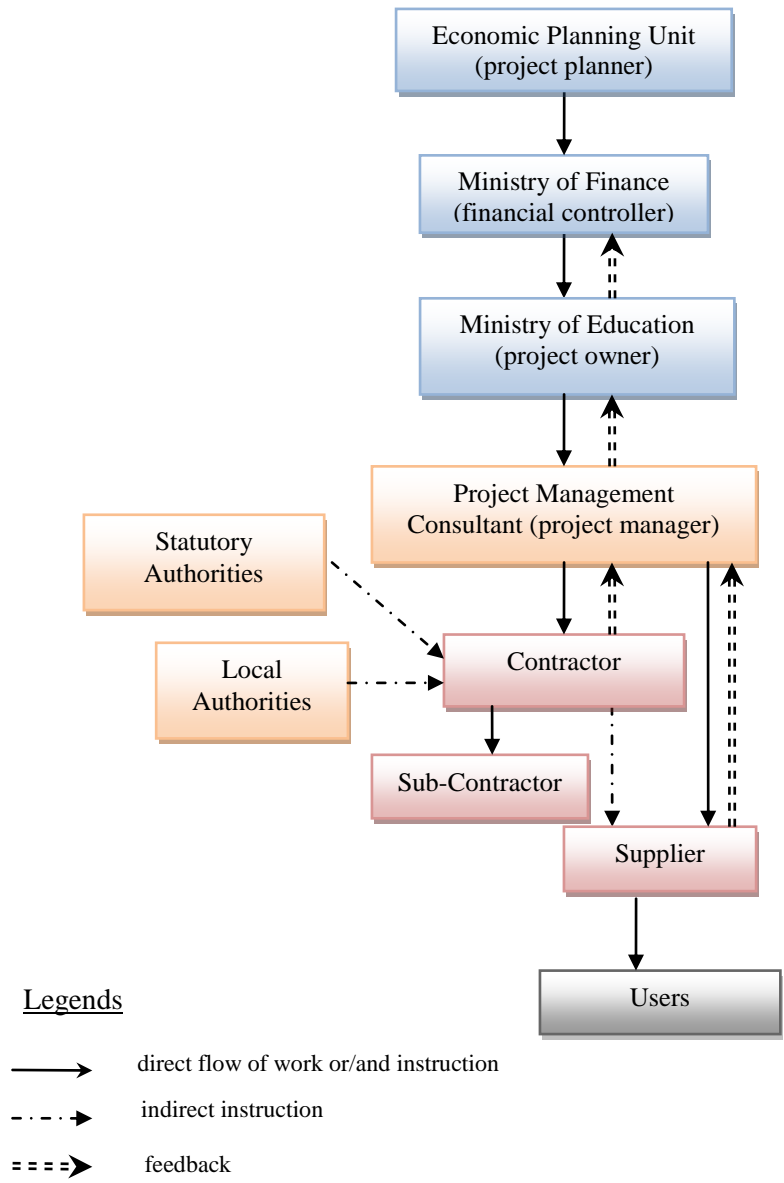 Economic Planning Unit
(project planner)
Ministry of Finance
(financial controller)
Ministry of Education
(project owner)
Project Management
Consultant (project manager)
Statutory
Authorities
Contractor
Local
Authorities
Sub-Contractor
Supplier
Users
Legends
direct flow of work or/and instruction
indirect instruction
feedback